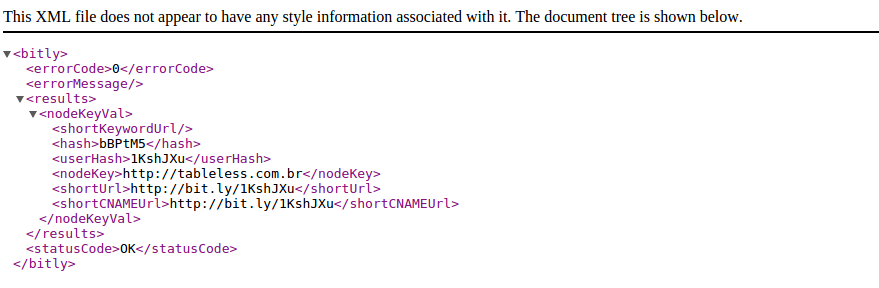 This XML file does not appear to have any style information associated with it. The document tree is shown below.
▼<bitly>
<errorCode>0</errorCode>
<errorMessage/>
▼<results>
▼<nodeKeyVal>
<shortKeywordUrl/>
<hash>bBPtM5</hash>
<userHash>1KshJXu</userHash>
<nodeKey>http://tableless.com.br</nodeKey>
<shortUrl>http://bit.ly/1KshJXu</shortUrl>
<shortCNAMEUrl>http://bit.ly/1KshJXu</shortCNAMEUrl>
</nodeKeyVal>
</results>
<statusCode>OK</statusCode>
</bitly>